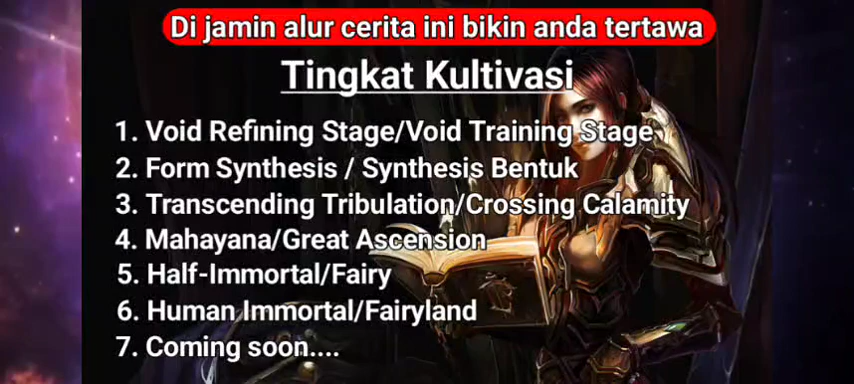 Di jamin alur cerita ini bikin anda tertawa
Tingkat Kultivasi
1. Void Refining Stage/Void Training Stage
2. Form Synthesis / Synthesis Bentuk
3. Transcending Tribulation/Crossing Calamity
4. Mahayana/Great Ascension
5. Half-Immortal/Fairy
6. Human Immortal/Fairyland
7. Coming soon....